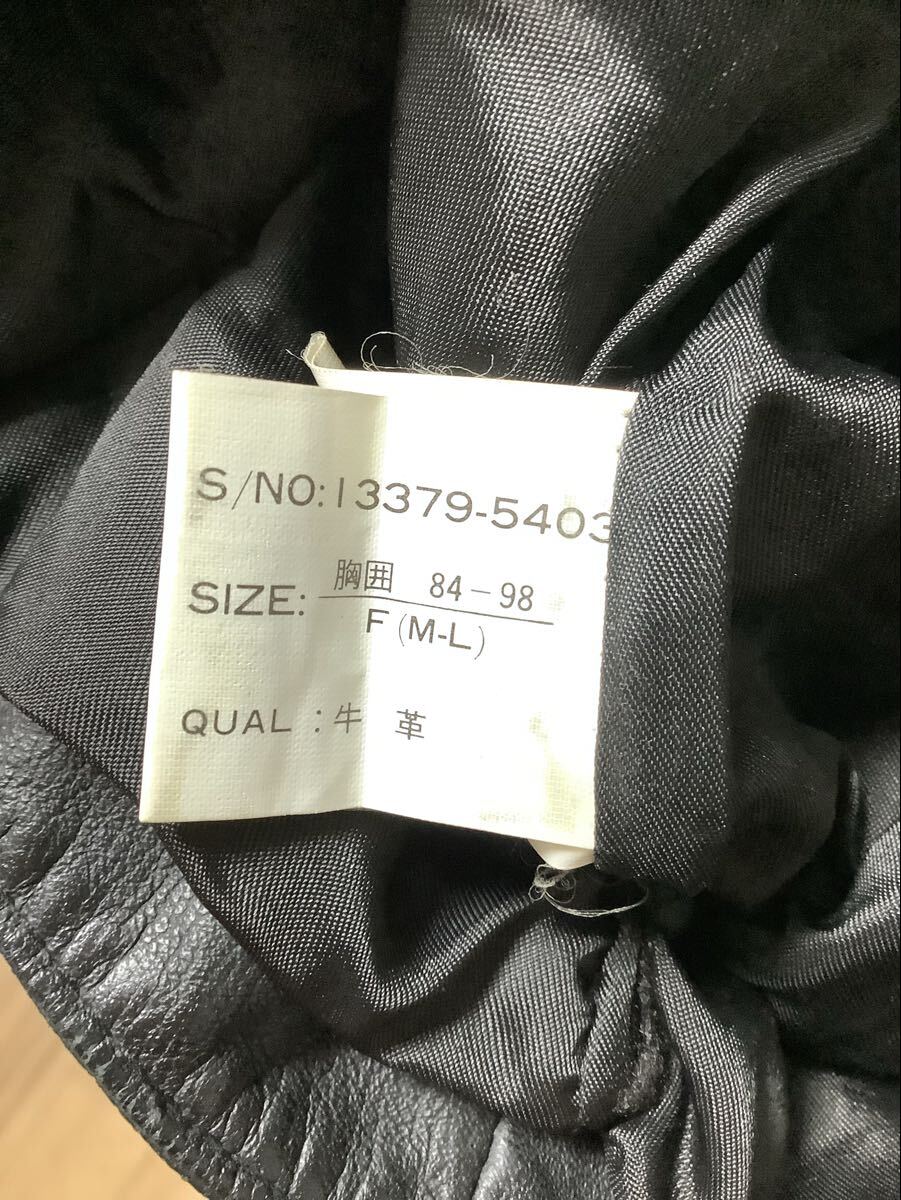 S/NO:13379-5403
SIZE: 胸囲 84-98
F (M-L)
QUAL : 牛 革